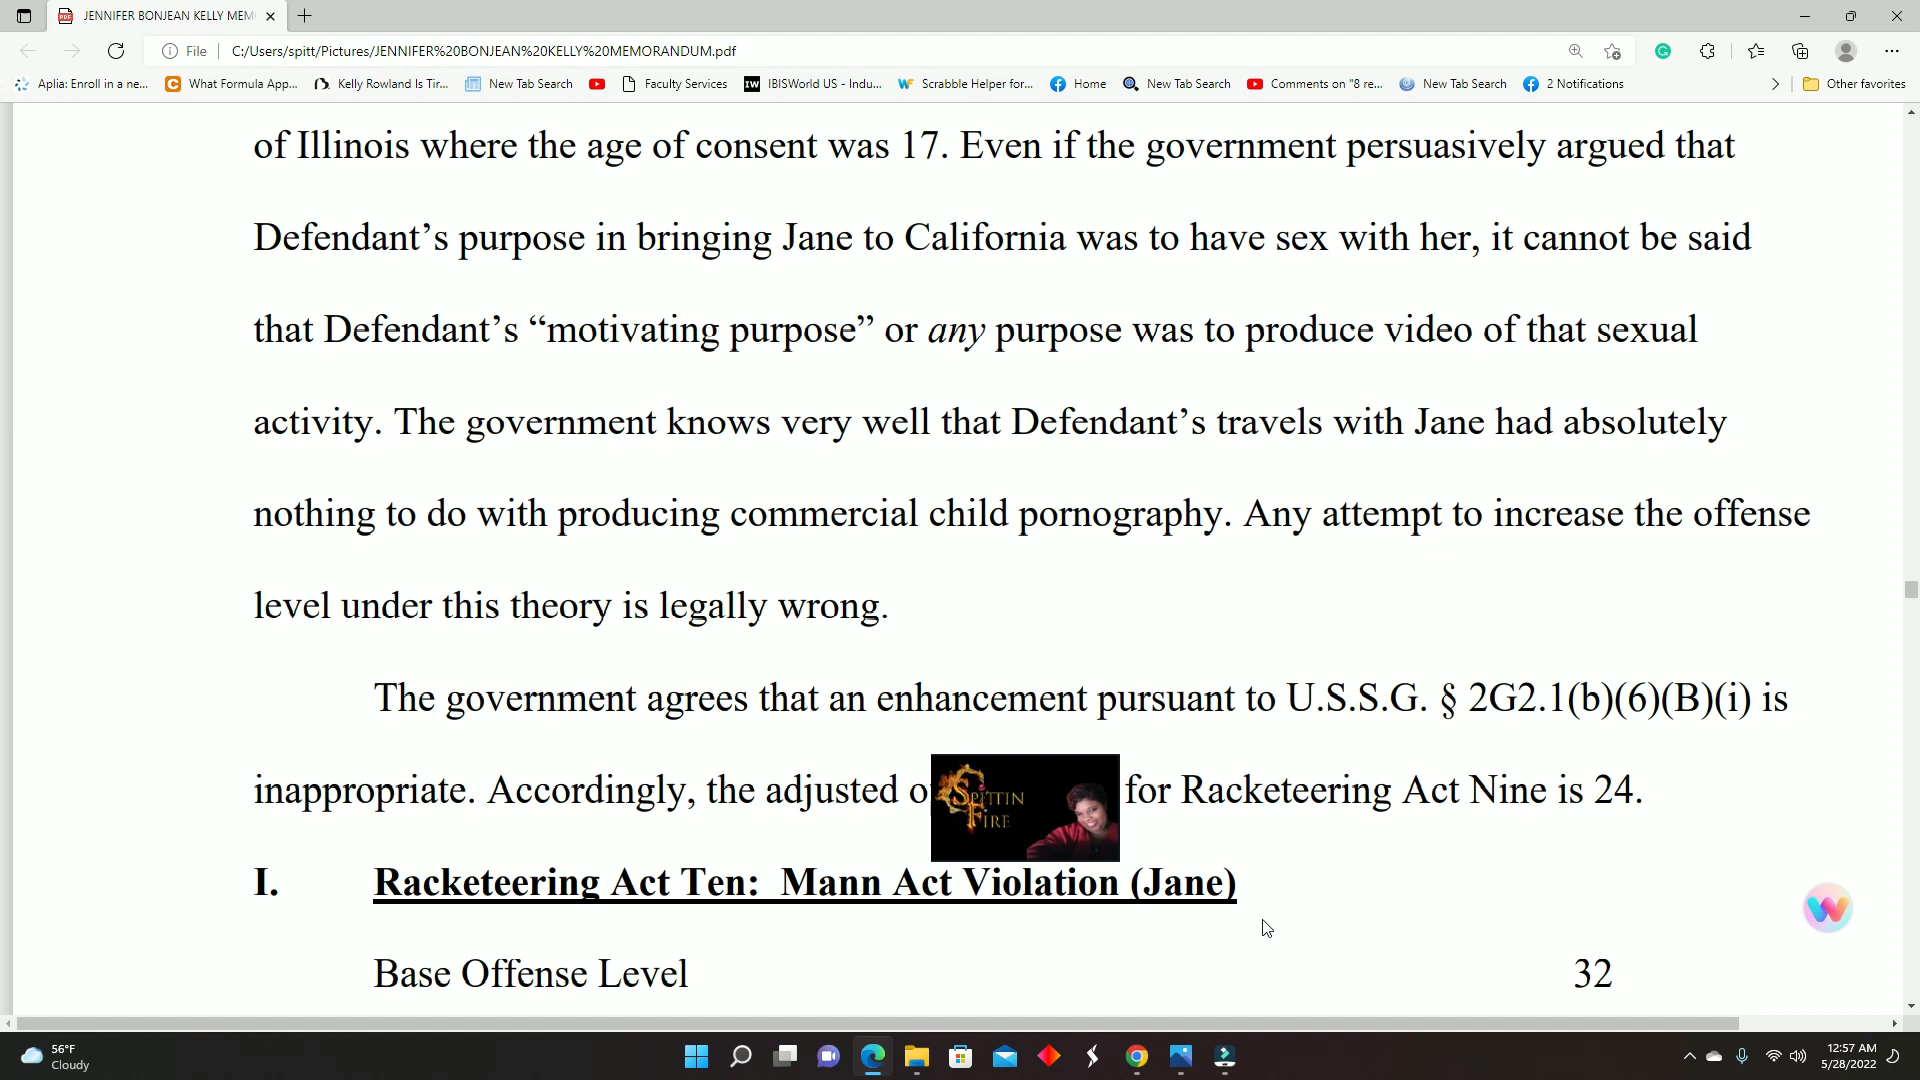 JENNIFER BONJEAN KELLY MEM
File
C:/Users/spitt/Pictures/JENNIFER%20BONJEAN%20KELLY%20MEMORANDUM.pdf
Aplia: Enroll in a ne... What Formula App... Kelly Rowland Is Tir... New Tab Search Faculty Services IW IBISWorld US - Indu... WF Scrabble Helper for... Home New Tab Search Comments on "8 re... New Tab Search 2 Notifications Other favorites
of Illinois where the age of consent was 17. Even if the government persuasively argued that
Defendant’s purpose in bringing Jane to California was to have sex with her, it cannot be said
that Defendant’s “motivating purpose” or any purpose was to produce video of that sexual
activity. The government knows very well that Defendant’s travels with Jane had absolutely
nothing to do with producing commercial child pornography. Any attempt to increase the offense
level under this theory is legally wrong.
The government agrees that an enhancement pursuant to U.S.S.G. § 2G2.1(b)(6)(B)(i) is
inappropriate. Accordingly, the adjusted o for Racketeering Act Nine is 24.
SPITTIN
FIRE
I. Racketeering Act Ten: Mann Act Violation (Jane)
Base Offense Level 32
56°F
Cloudy
12:57 AM
5/28/2022